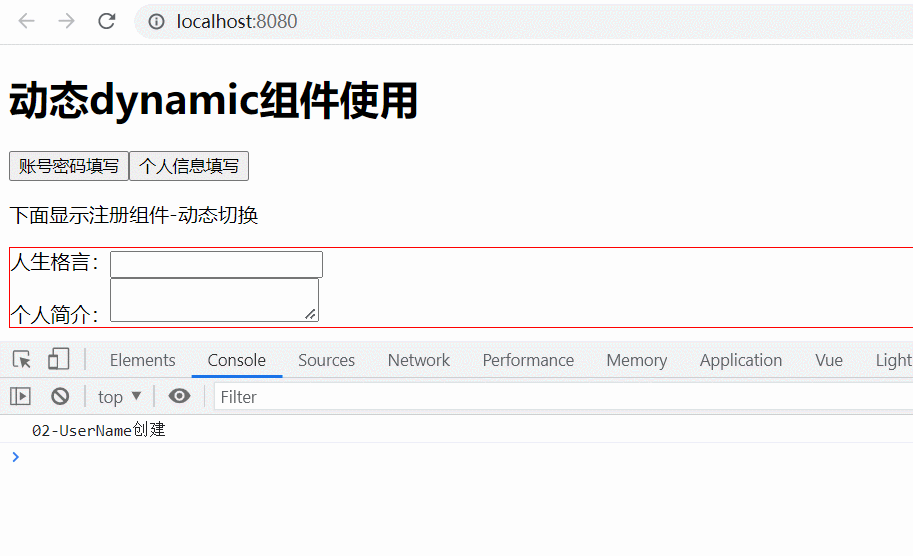 localhost:8080
动态dynamic组件使用
账号密码填写 个人信息填写
下面显示注册组件-动态切换
人生格言：
个人简介：
Elements Console Sources Network Performance Memory Application Vue Light
top ▼ Filter
02-UserName创建